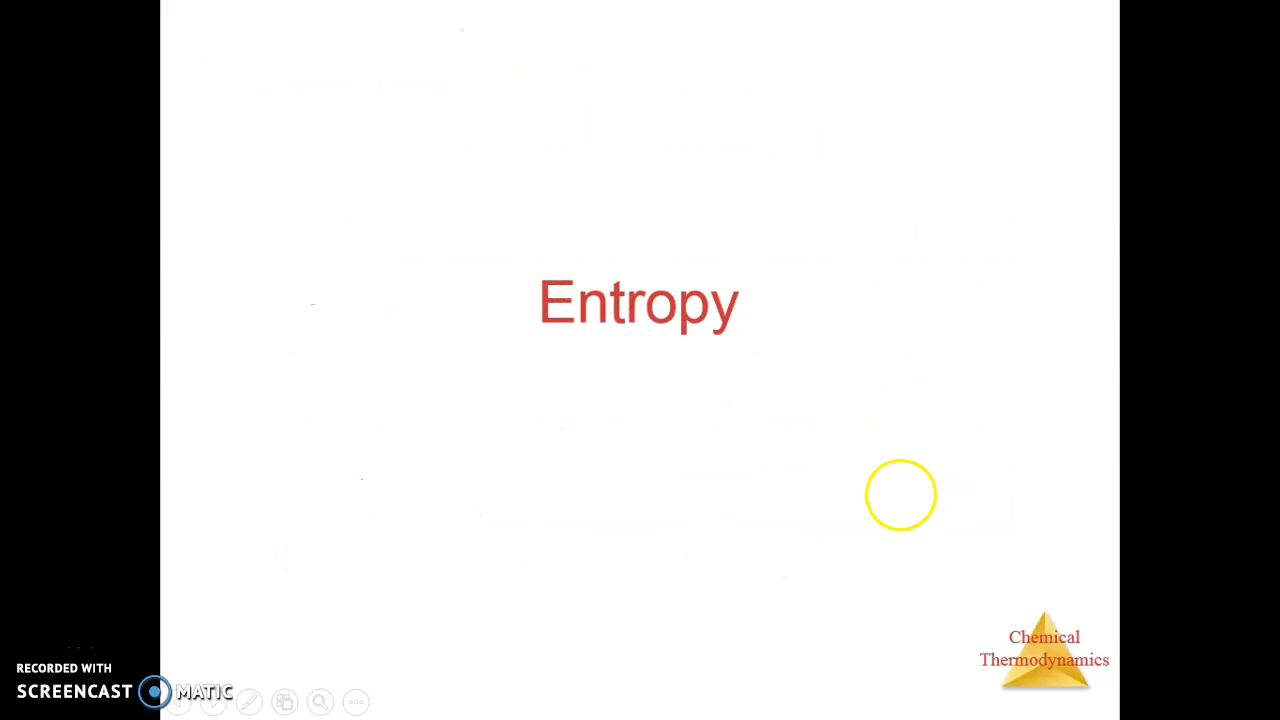 Entropy
Chemical
Thermodynamics
RECORDED WITH
SCREENCAST MATIC